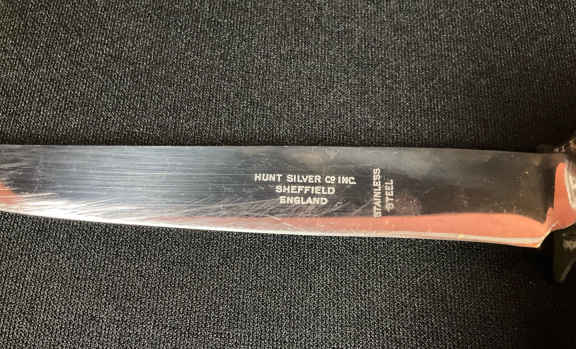 HUNT SILVER Co INC.
SHEFFIELD
ENGLAND
STAINLESS
STEEL